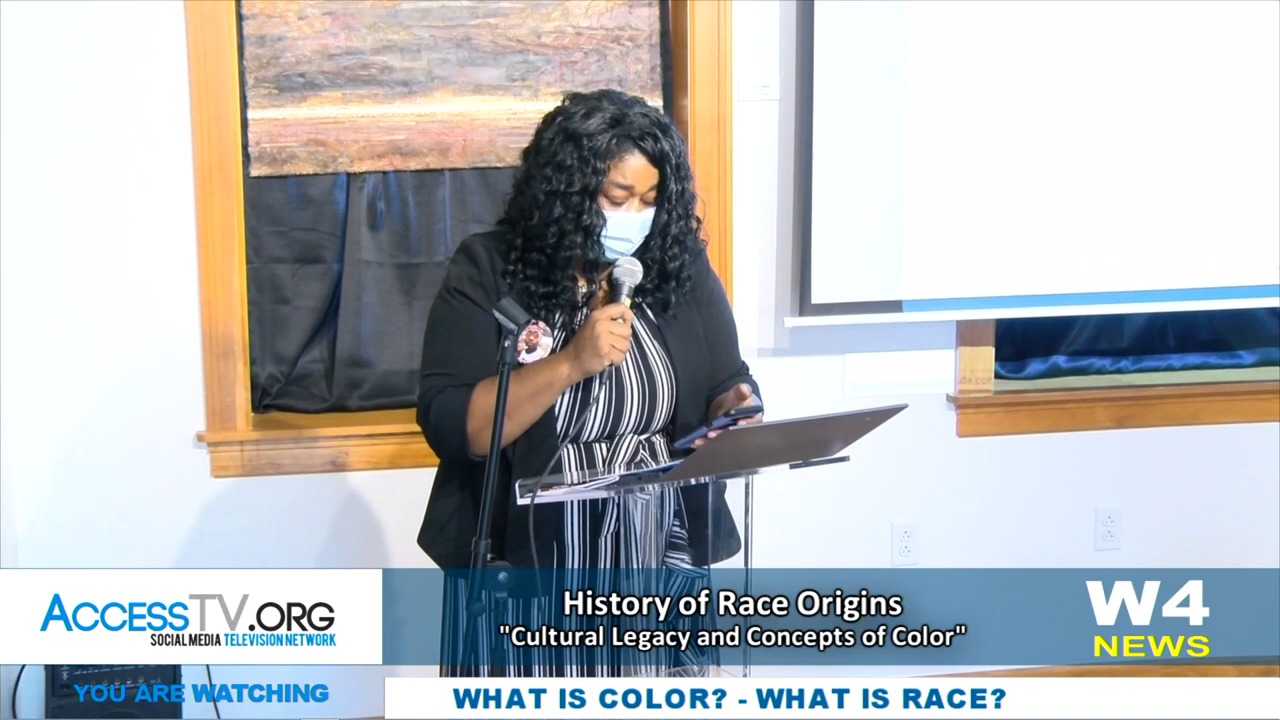 ACCESSTV.ORG
SOCIAL MEDIA TELEVISION NETWORK
History of Race Origins
"Cultural Legacy and Concepts of Color"
W4
NEWS
YOU ARE WATCHING
WHAT IS COLOR? - WHAT IS RACE?